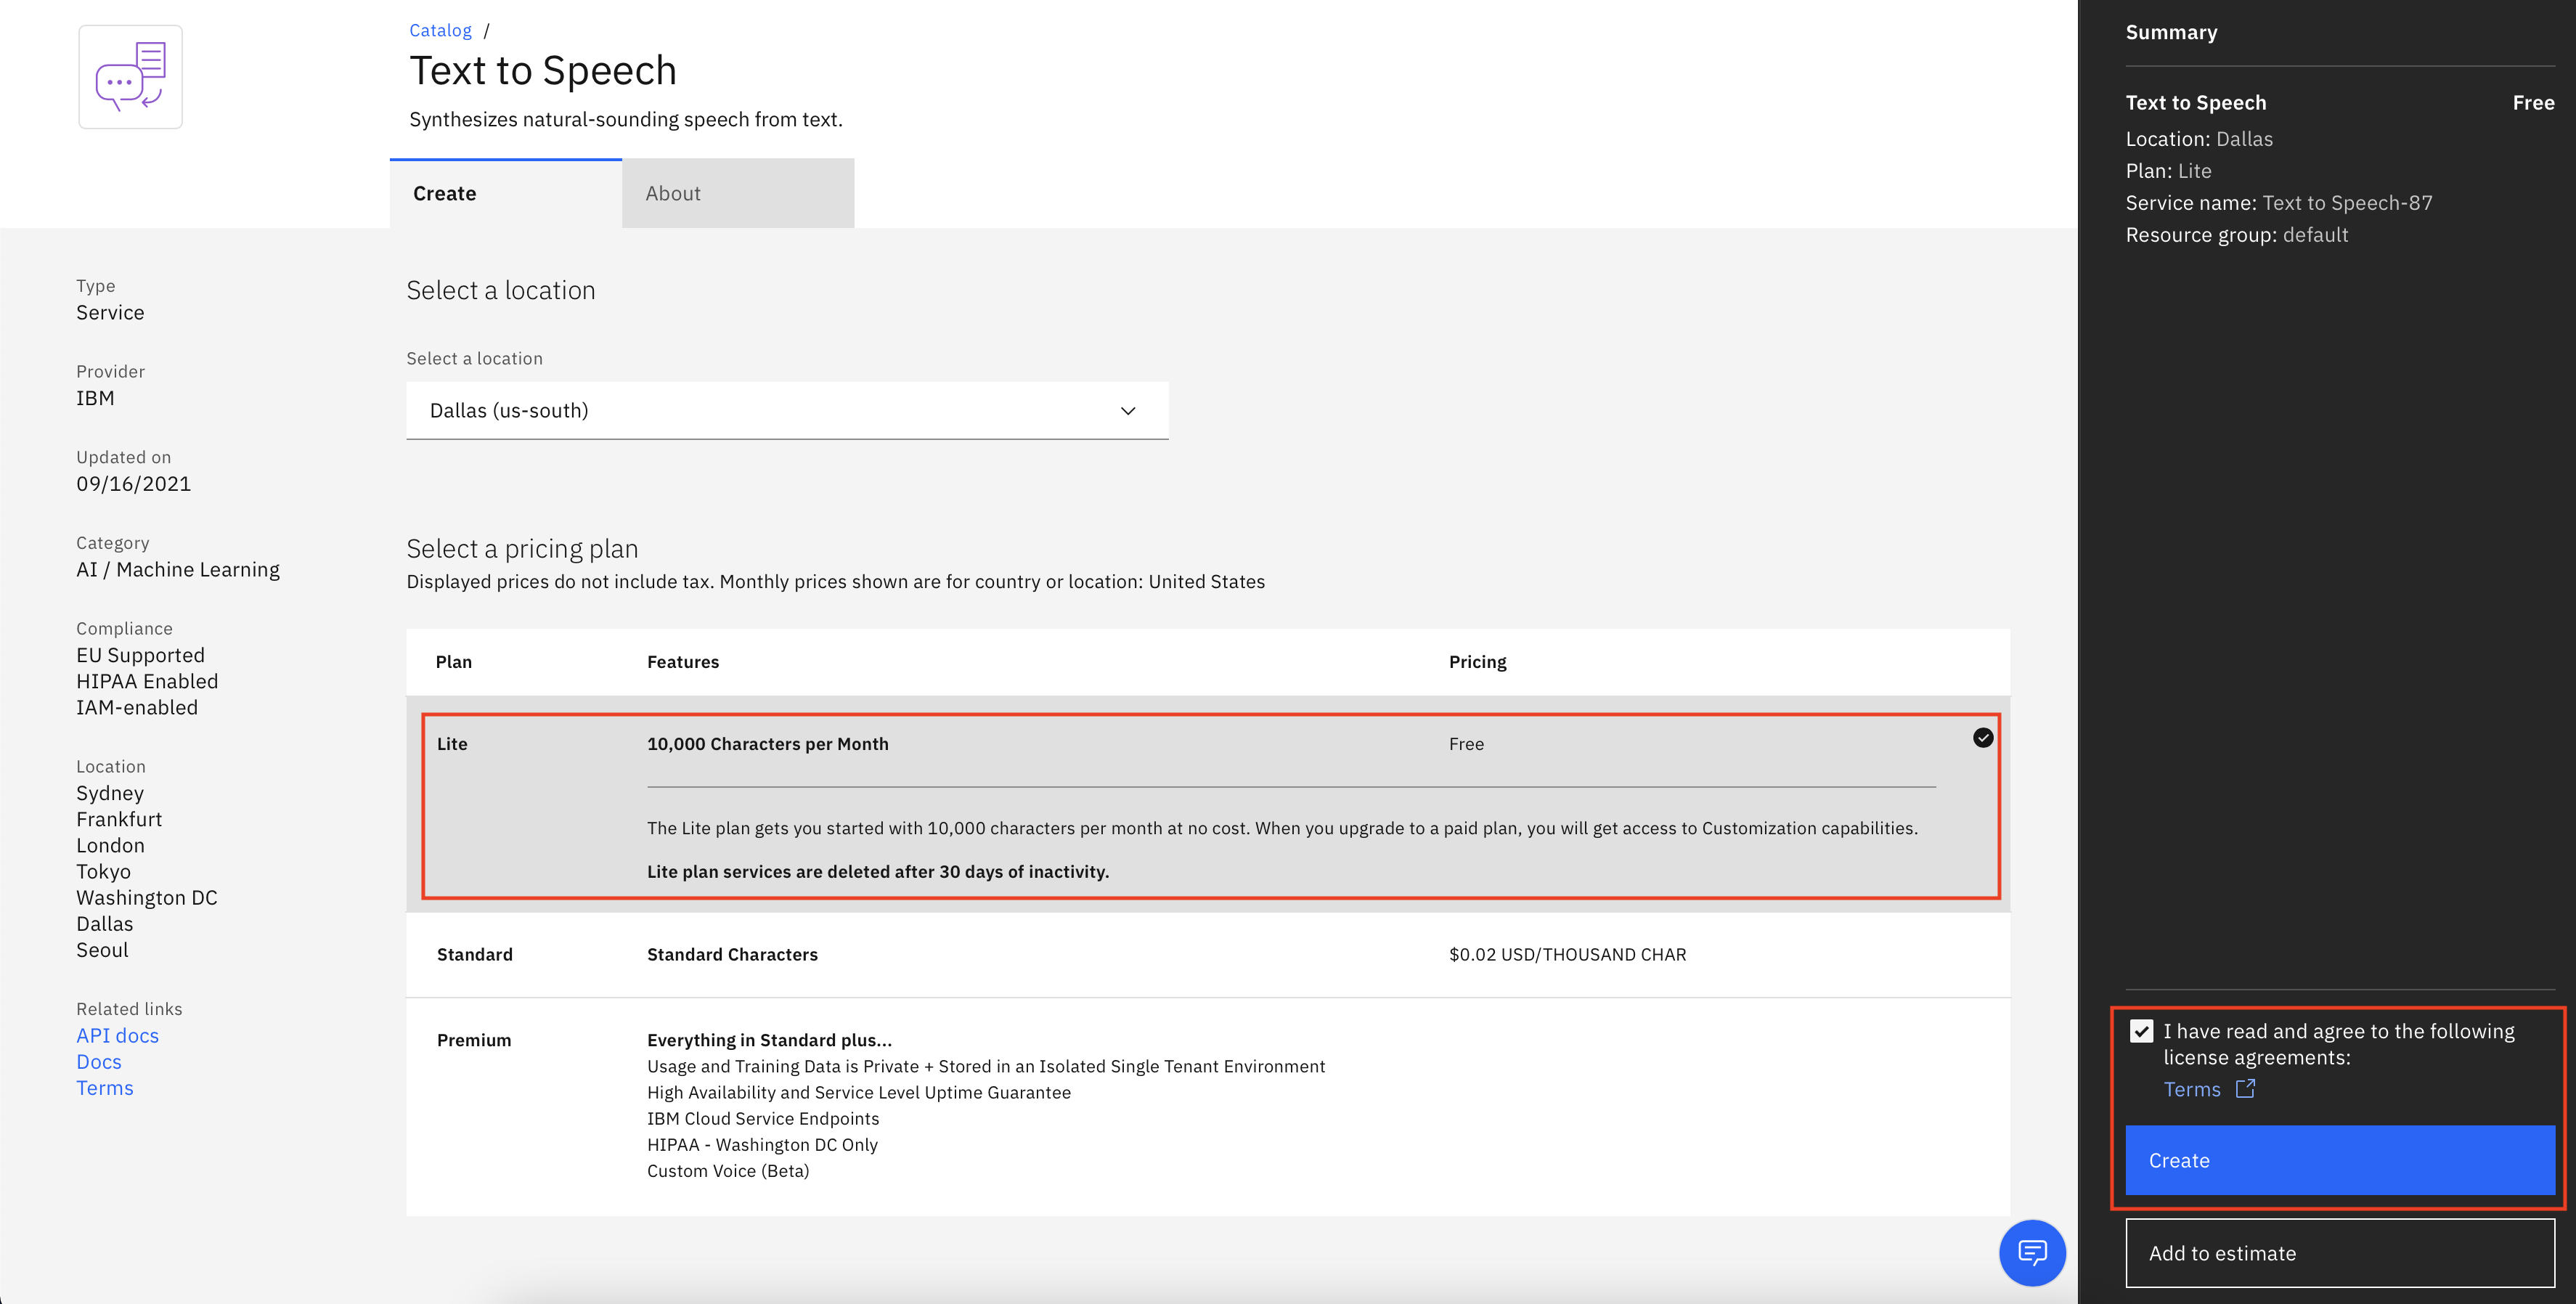 Catalog /
Text to Speech
Synthesizes natural-sounding speech from text.
Create
About
Type
Service
Provider
IBM
Updated on
09/16/2021
Category
AI / Machine Learning
Compliance
EU Supported
HIPAA Enabled
IAM-enabled
Location
Sydney
Frankfurt
London
Tokyo
Washington DC
Dallas
Seoul
Related links
API docs
Docs
Terms
Select a location
Select a location
Dallas (us-south)
Select a pricing plan
Displayed prices do not include tax. Monthly prices shown are for country or location: United States
Plan Features Pricing
Lite 10,000 Characters per Month Free
The Lite plan gets you started with 10,000 characters per month at no cost. When you upgrade to a paid plan, you will get access to Customization capabilities.
Lite plan services are deleted after 30 days of inactivity.
Standard Standard Characters $0.02 USD/THOUSAND CHAR
Premium Everything in Standard plus...
Usage and Training Data is Private + Stored in an Isolated Single Tenant Environment
High Availability and Service Level Uptime Guarantee
IBM Cloud Service Endpoints
HIPAA - Washington DC Only
Custom Voice (Beta)
Summary
Text to Speech Free
Location: Dallas
Plan: Lite
Service name: Text to Speech-87
Resource group: default
I have read and agree to the following
license agreements:
Terms
Create
Add to estimate